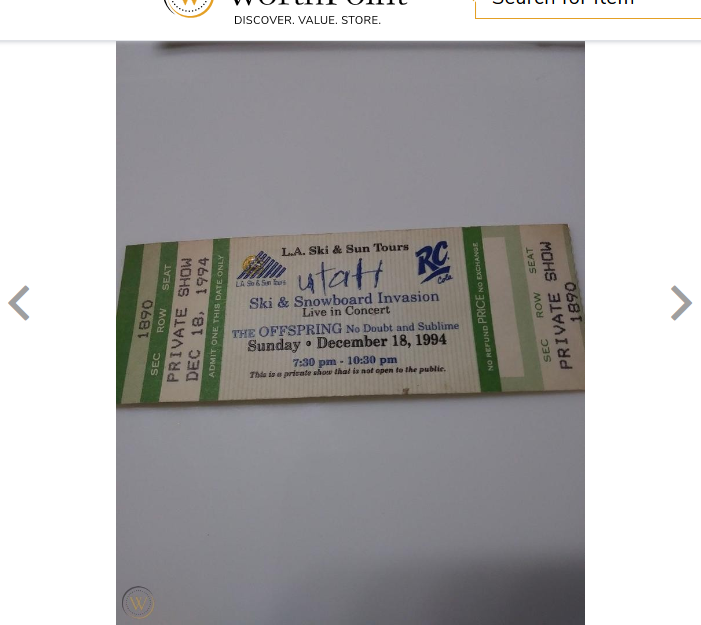 DISCOVER. VALUE. STORE.
1890
SEC ROW SEAT
PRIVATE SHOW
DEC 18, 1994
ADMIT ONE THIS DATE ONLY
L.A. Ski & Sun Tours
L.A. Ski & Sun Tours
utah
RC
Cola
Ski & Snowboard Invasion
Live in Concert
THE OFFSPRING No Doubt and Sublime
Sunday • December 18, 1994
7:30 pm - 10:30 pm
This is a private show that is not open to the public.
NO REFUND PRICE NO EXCHANGE
SEC ROW SEAT
PRIVATE SHOW
1890
W